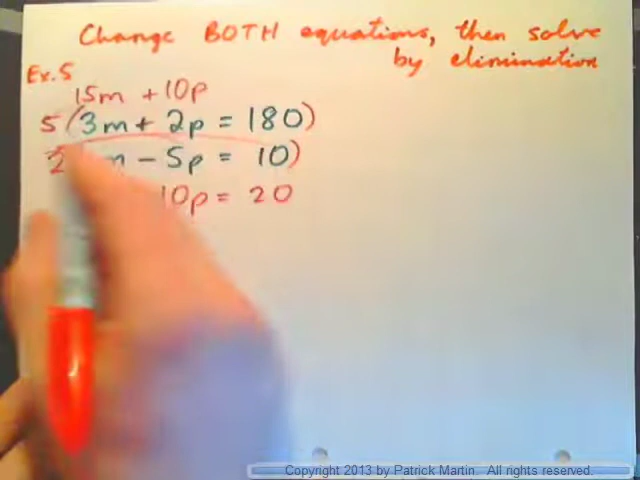 Change BOTH equations, then solve
by elimination
Ex.5
15m + 10p
5(3m + 2p = 180)
2 m - 5p = 10)
10p = 20
Copyright 2013 by Patrick Martin. All rights reserved.